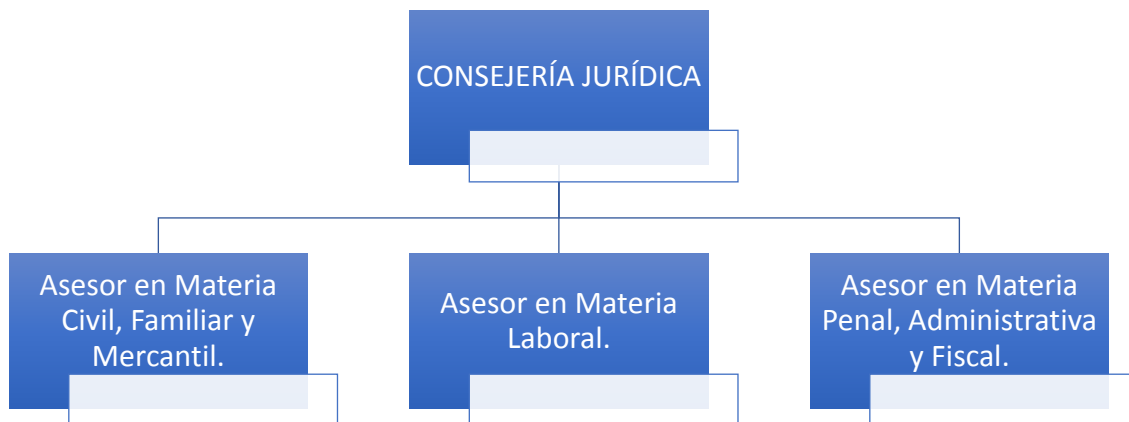 CONSEJERÍA JURÍDICA
Asesor en Materia
Civil, Familiar y
Mercantil.
Asesor en Materia
Laboral.
Asesor en Materia
Penal, Administrativa
y Fiscal.